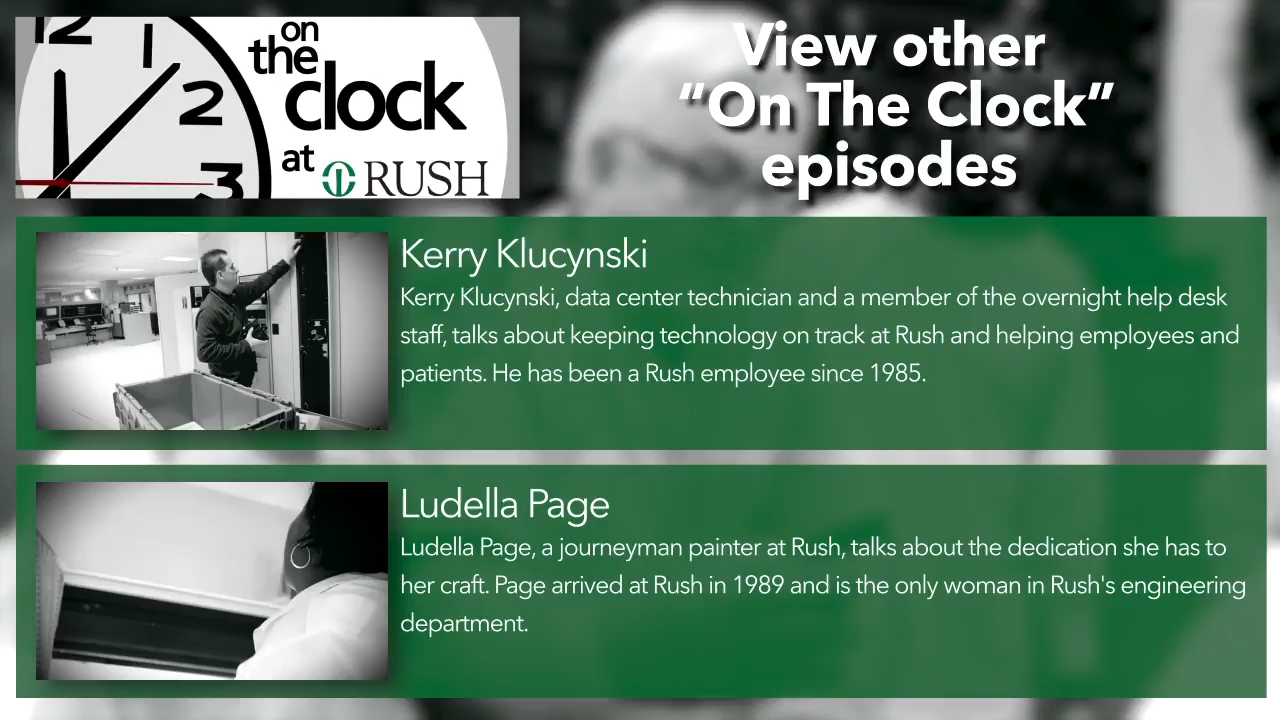 12
1
2
3
on
the
clock
at RUSH
View other
“On The Clock”
episodes
Kerry Klucynski
Kerry Klucynski, data center technician and a member of the overnight help desk
staff, talks about keeping technology on track at Rush and helping employees and
patients. He has been a Rush employee since 1985.
Ludella Page
Ludella Page, a journeyman painter at Rush, talks about the dedication she has to
her craft. Page arrived at Rush in 1989 and is the only woman in Rush's engineering
department.